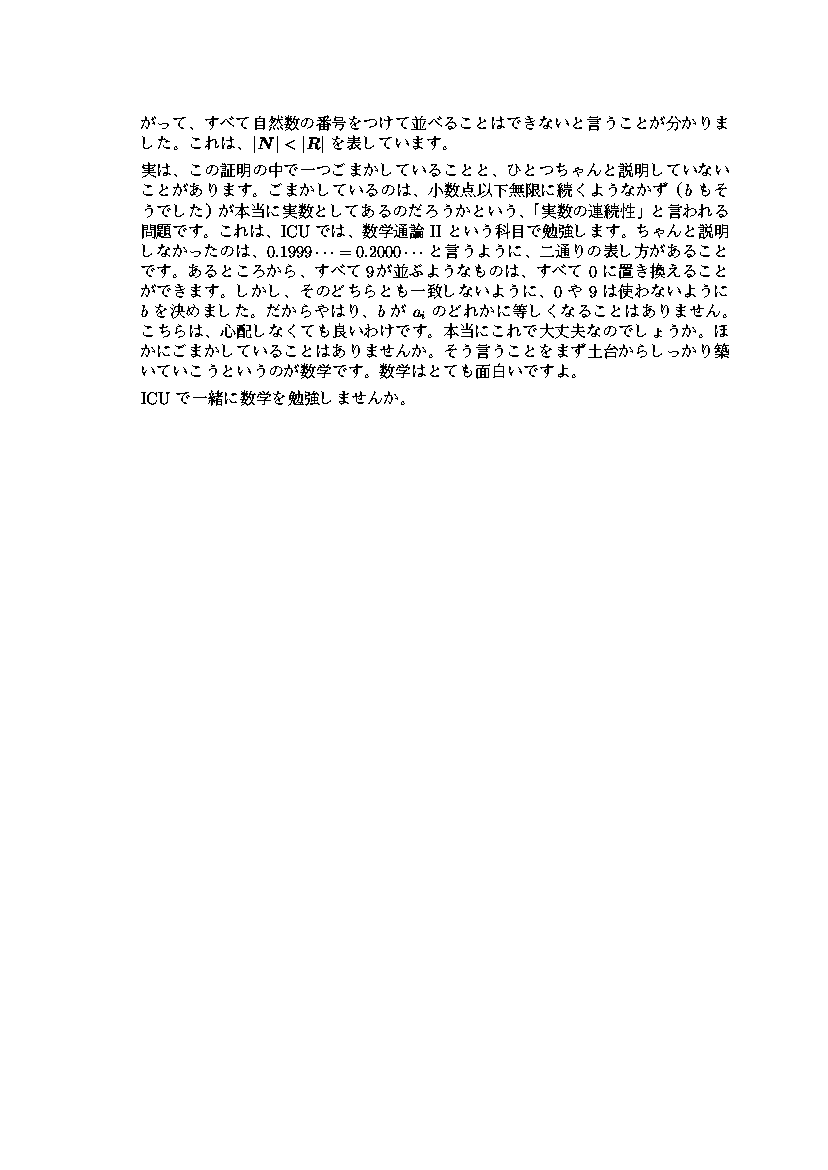 がって、すべて自然数の番号をつけて並べることはできないと言うことが分かりま
した。これは、|N| < |R| を表しています。
実は、この証明の中で一つごまかしていることと、ひとつちゃんと説明していない
ことがあります。ごまかしているのは、小数点以下無限に続くようなかず（b もそ
うでした）が本当に実数としてあるのだろうかという、「実数の連続性」と言われる
問題です。これは、ICU では、数学通論 II という科目で勉強します。ちゃんと説明
しなかったのは、0.1999··· = 0.2000··· と言うように、二通りの表し方があること
です。あるところから、すべて 9が並ぶようなものは、すべて 0 に置き換えること
ができます。しかし、そのどちらとも一致しないように、0 や 9 は使わないように
b を決めました。だからやはり、b が aᵢ のどれかに等しくなることはありません。
こちらは、心配しなくても良いわけです。本当にこれで大丈夫なのでしょうか。ほ
かにごまかしていることはありませんか。そう言うことをまず土台からしっかり築
いていこうというのが数学です。数学はとても面白いですよ。
ICU で一緒に数学を勉強しませんか。